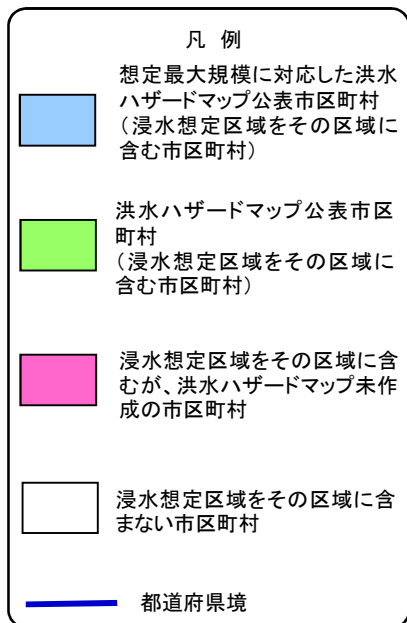 凡 例
想定最大規模に対応した洪水
ハザードマップ公表市区町村
（浸水想定区域をその区域に
含む市区町村）
洪水ハザードマップ公表市区
町村
（浸水想定区域をその区域に
含む市区町村）
浸水想定区域をその区域に含
むが、洪水ハザードマップ未作
成の市区町村
浸水想定区域をその区域に含
まない市区町村
都道府県境